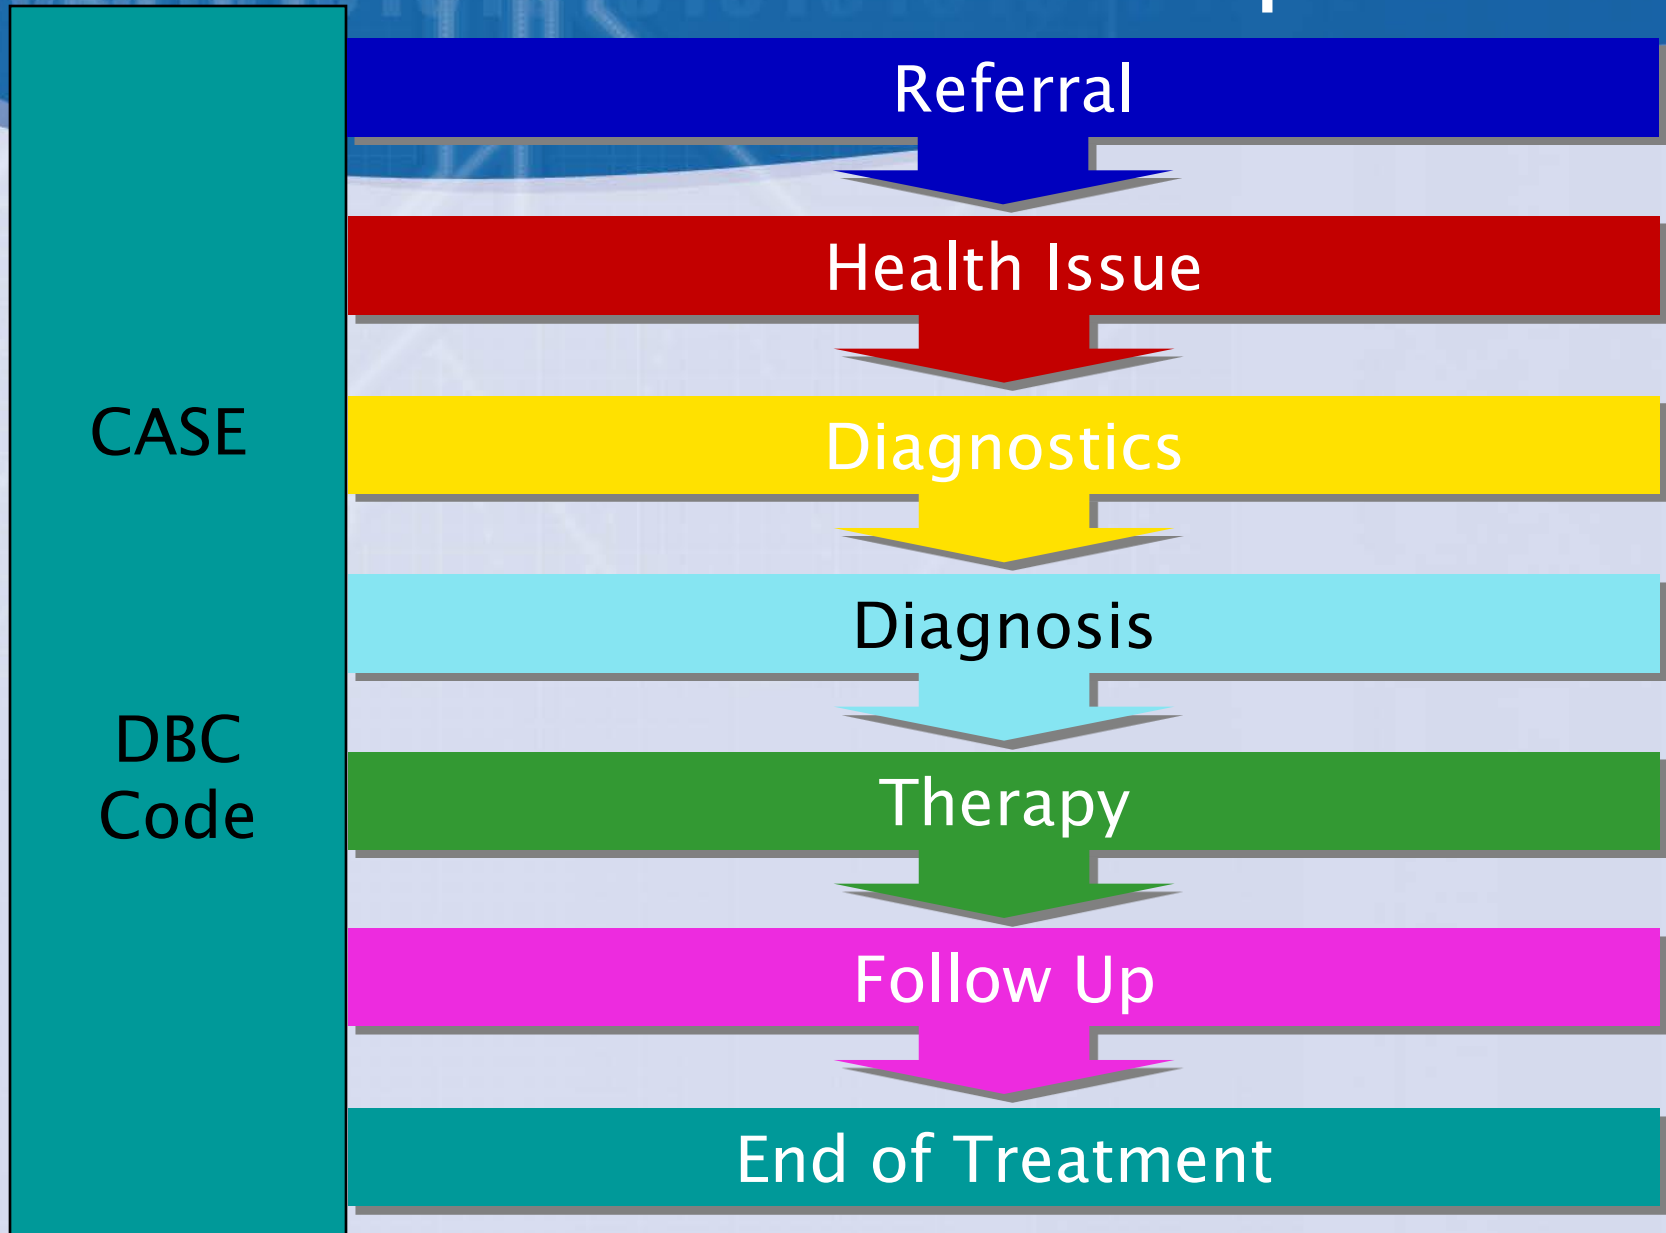 Referral
Health Issue
CASE
Diagnostics
Diagnosis
DBC
Code
Therapy
Follow Up
End of Treatment